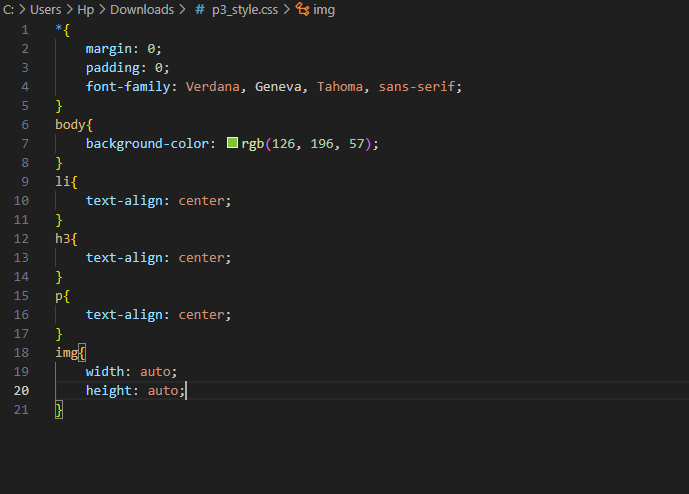 C: > Users > Hp > Downloads > # p3_style.css > img
1 *{
2 margin: 0;
3 padding: 0;
4 font-family: Verdana, Geneva, Tahoma, sans-serif;
5 }
6 body{
7 background-color: rgb(126, 196, 57);
8 }
9 li{
10 text-align: center;
11 }
12 h3{
13 text-align: center;
14 }
15 p{
16 text-align: center;
17 }
18 img{
19 width: auto;
20 height: auto;
21 }